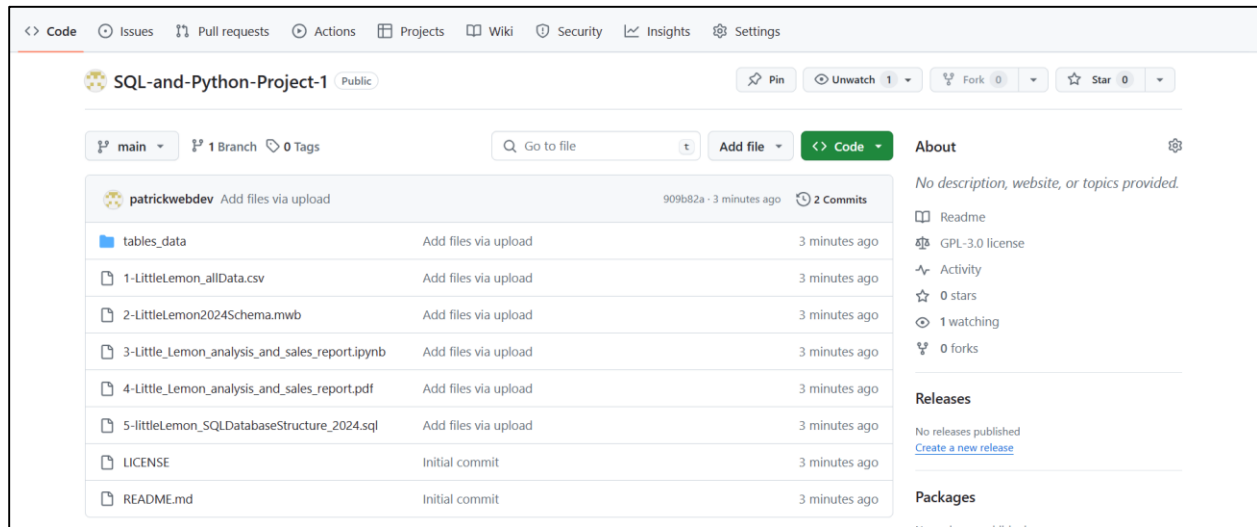 Code Issues Pull requests Actions Projects Wiki Security Insights Settings
SQL-and-Python-Project-1 Public Pin Unwatch 1 Fork 0 Star 0
main 1 Branch 0 Tags Go to file t Add file Code
patrickwebdev Add files via upload 909b82a · 3 minutes ago 2 Commits
tables_data Add files via upload 3 minutes ago
1-LittleLemon_allData.csv Add files via upload 3 minutes ago
2-LittleLemon2024Schema.mwb Add files via upload 3 minutes ago
3-Little_Lemon_analysis_and_sales_report.ipynb Add files via upload 3 minutes ago
4-Little_Lemon_analysis_and_sales_report.pdf Add files via upload 3 minutes ago
5-littleLemon_SQLDatabaseStructure_2024.sql Add files via upload 3 minutes ago
LICENSE Initial commit 3 minutes ago
README.md Initial commit 3 minutes ago
About
No description, website, or topics provided.
Readme
GPL-3.0 license
Activity
0 stars
1 watching
0 forks
Releases
No releases published
Create a new release
Packages